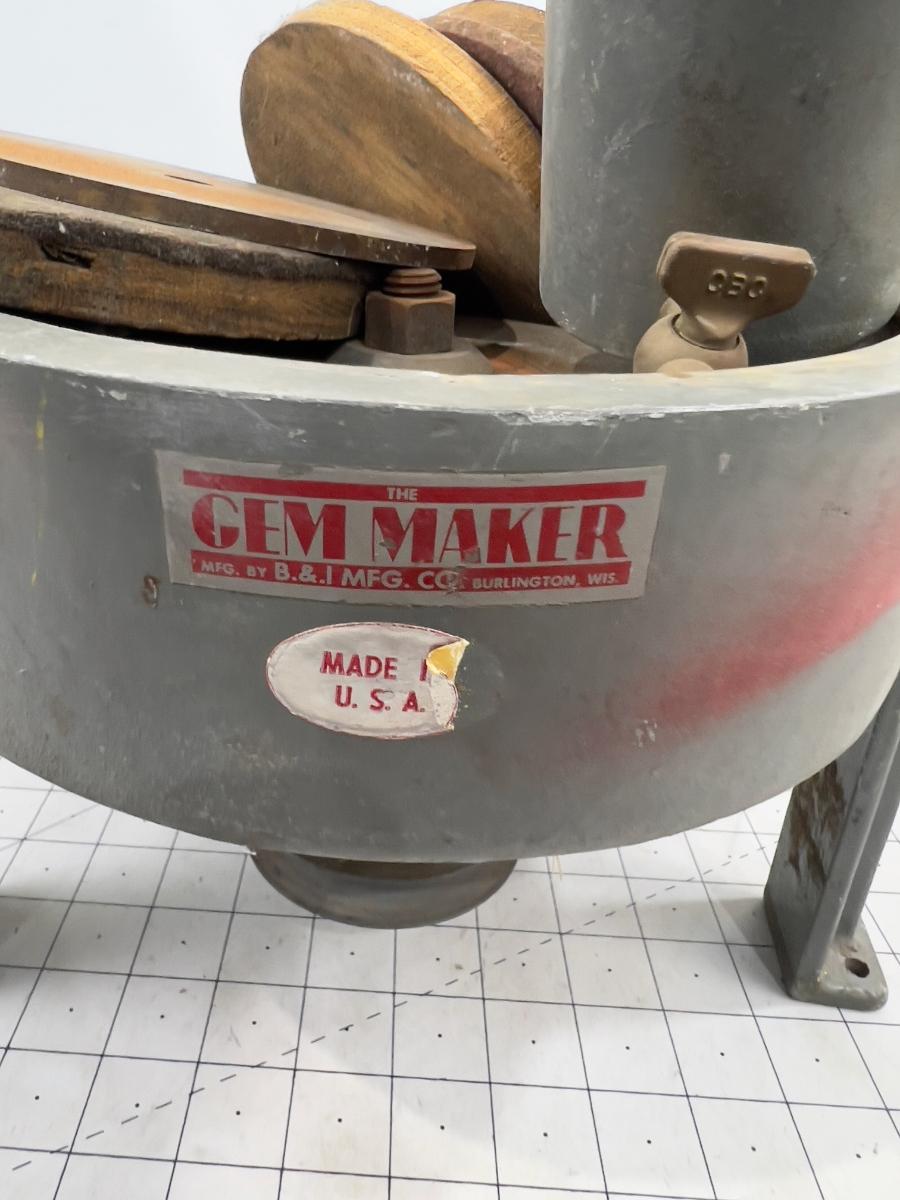 THE
GEM MAKER
MFG. BY B.&I MFG. CO. BURLINGTON, WIS.
MADE
U. S. A.